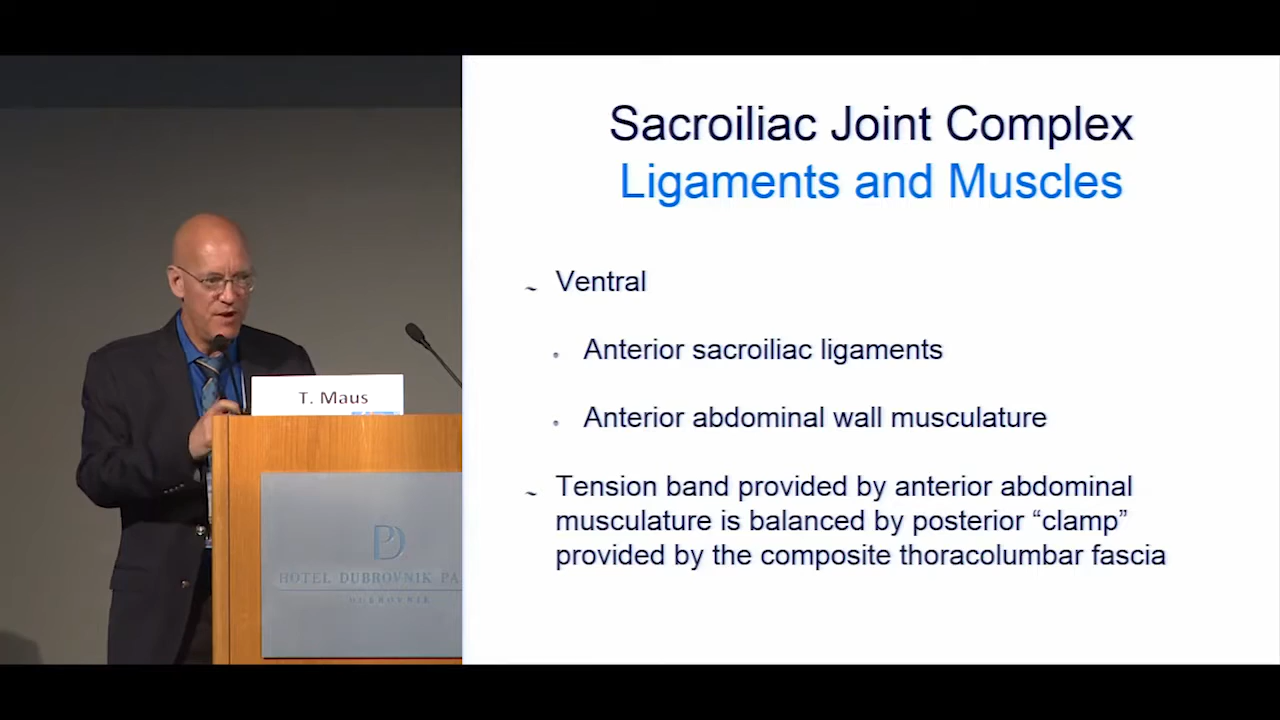 Sacroiliac Joint Complex
Ligaments and Muscles
~ Ventral
• Anterior sacroiliac ligaments
• Anterior abdominal wall musculature
~ Tension band provided by anterior abdominal
musculature is balanced by posterior “clamp”
provided by the composite thoracolumbar fascia
T. Maus
HOTEL DUBROVNIK
DUBROVNIK